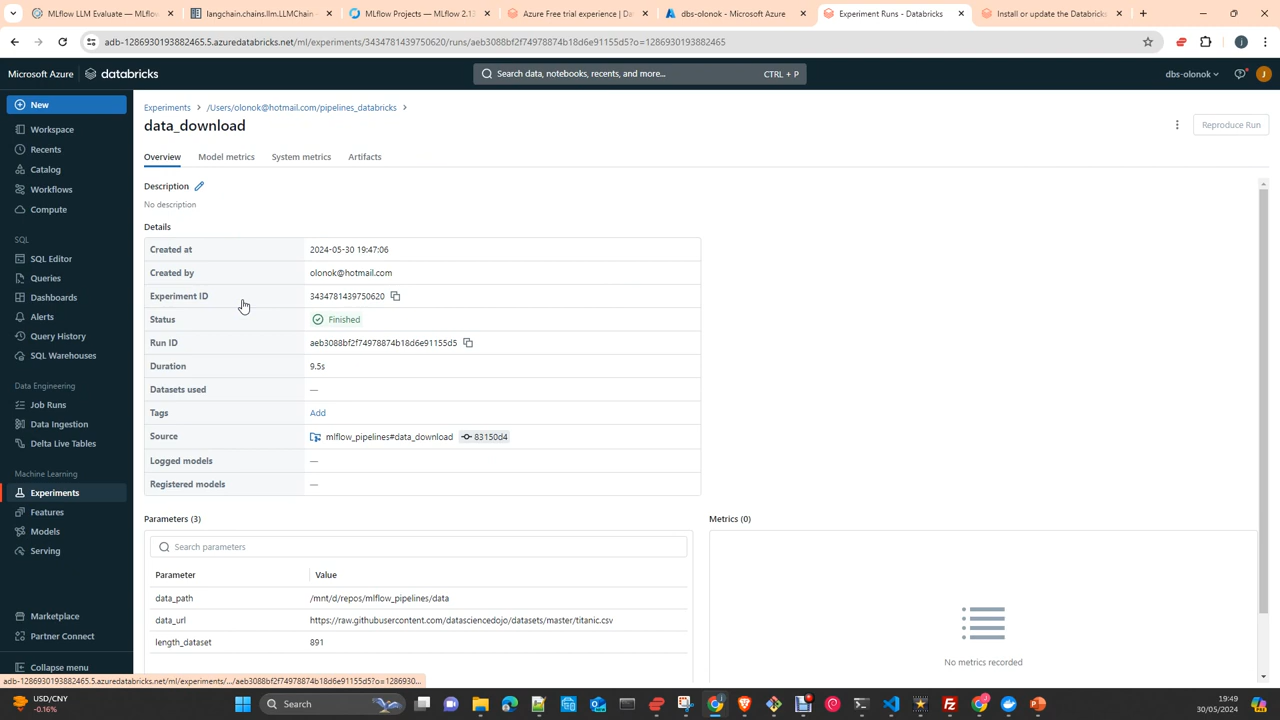 MLflow LLM Evaluate — MLflow
langchain.chains.llm.LLMChain
MLflow Projects — MLflow 2.13
Azure Free trial experience | Da
dbs-olonok - Microsoft Azure
Experiment Runs - Databricks
Install or update the Databricks
adb-1286930193882465.5.azuredatabricks.net/ml/experiments/3434781439750620/runs/aeb3088bf2f74978874b18d6e91155d5?o=1286930193882465
Microsoft Azure databricks
Search data, notebooks, recents, and more... CTRL + P
dbs-olonok
J
New
Workspace
Recents
Catalog
Workflows
Compute
SQL
SQL Editor
Queries
Dashboards
Alerts
Query History
SQL Warehouses
Data Engineering
Job Runs
Data Ingestion
Delta Live Tables
Machine Learning
Experiments
Features
Models
Serving
Marketplace
Partner Connect
Collapse menu
Experiments > /Users/olonok@hotmail.com/pipelines_databricks >
data_download
Reproduce Run
Overview Model metrics System metrics Artifacts
Description
No description
Details
Created at 2024-05-30 19:47:06
Created by olonok@hotmail.com
Experiment ID 3434781439750620
Status Finished
Run ID aeb3088bf2f74978874b18d6e91155d5
Duration 9.5s
Datasets used —
Tags Add
Source mlflow_pipelines#data_download 83150d4
Logged models —
Registered models —
Parameters (3)
Search parameters
Parameter Value
data_path /mnt/d/repos/mlflow_pipelines/data
data_url https://raw.githubusercontent.com/datasciencedojo/datasets/master/titanic.csv
length_dataset 891
Metrics (0)
No metrics recorded
adb-1286930193882465.5.azuredatabricks.net/ml/experiments/.../aeb3088bf2f74978874b18d6e91155d5?o=1286930...
USD/CNY
-0.16%
Search
19:49
30/05/2024